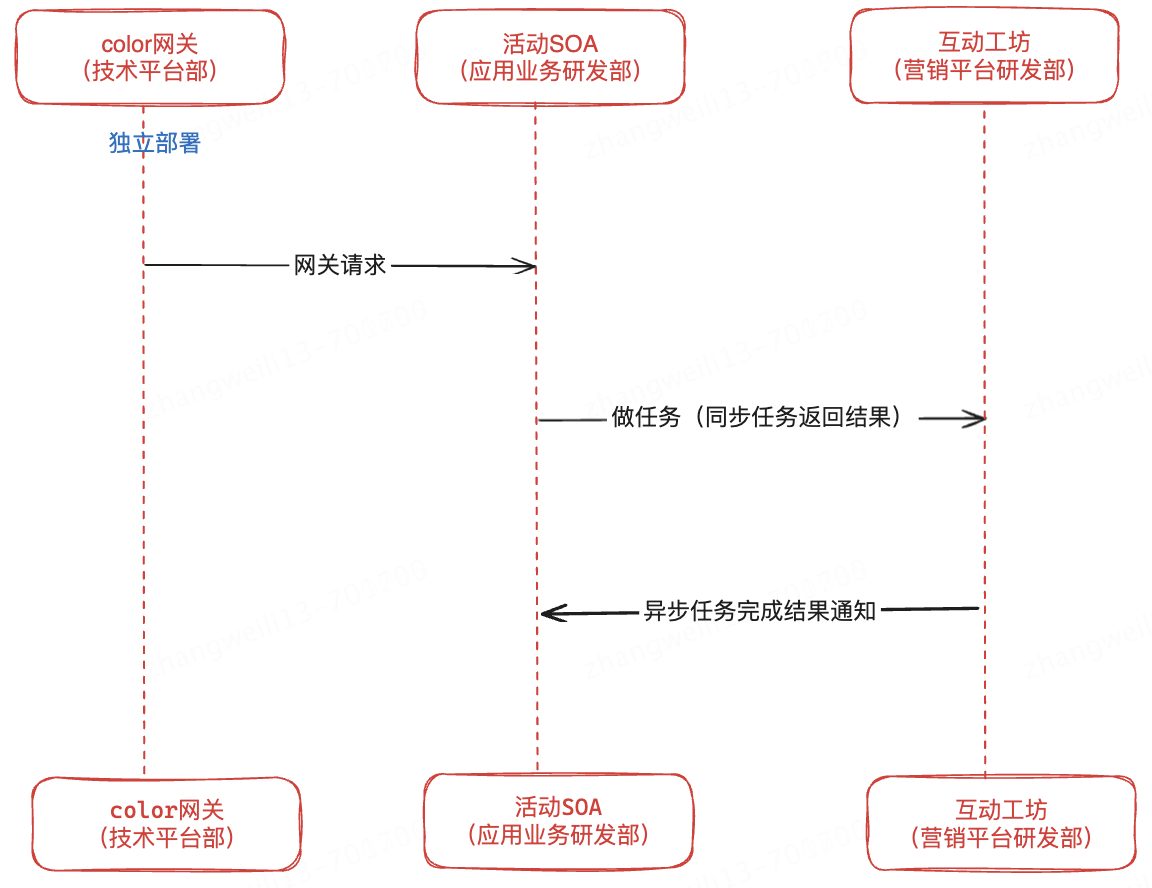 color网关
(技术平台部)
活动SOA
(应用业务研发部)
互动工坊
(营销平台研发部)
独立部署
网关请求
做任务（同步任务返回结果）
异步任务完成结果通知
color网关
(技术平台部)
活动SOA
(应用业务研发部)
互动工坊
(营销平台研发部)